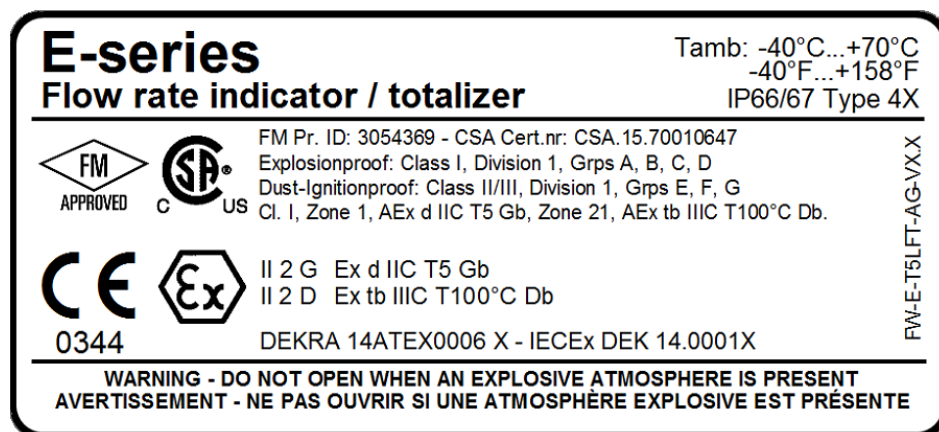 E-series
Flow rate indicator / totalizer
Tamb: -40°C...+70°C
-40°F...+158°F
IP66/67 Type 4X
FM
APPROVED
C SA ® US
FM Pr. ID: 3054369 - CSA Cert.nr: CSA.15.70010647
Explosionproof: Class I, Division 1, Grps A, B, C, D
Dust-Ignitionproof: Class II/III, Division 1, Grps E, F, G
Cl. I, Zone 1, AEx d IIC T5 Gb, Zone 21, AEx tb IIIC T100°C Db.
CE
0344
Ex
II 2 G Ex d IIC T5 Gb
II 2 D Ex tb IIIC T100°C Db
DEKRA 14ATEX0006 X - IECEx DEK 14.0001X
FW-E-T5LFT-AG-VX.X
WARNING - DO NOT OPEN WHEN AN EXPLOSIVE ATMOSPHERE IS PRESENT
AVERTISSEMENT - NE PAS OUVRIR SI UNE ATMOSPHÈRE EXPLOSIVE EST PRÉSENTE